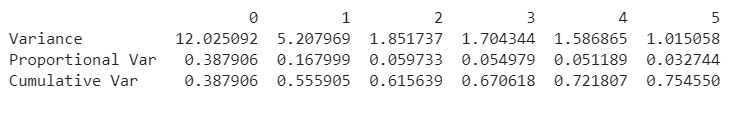 0 1 2 3 4 5
Variance 12.025092 5.207969 1.851737 1.704344 1.586865 1.015058
Proportional Var 0.387906 0.167999 0.059733 0.054979 0.051189 0.032744
Cumulative Var 0.387906 0.555905 0.615639 0.670618 0.721807 0.754550